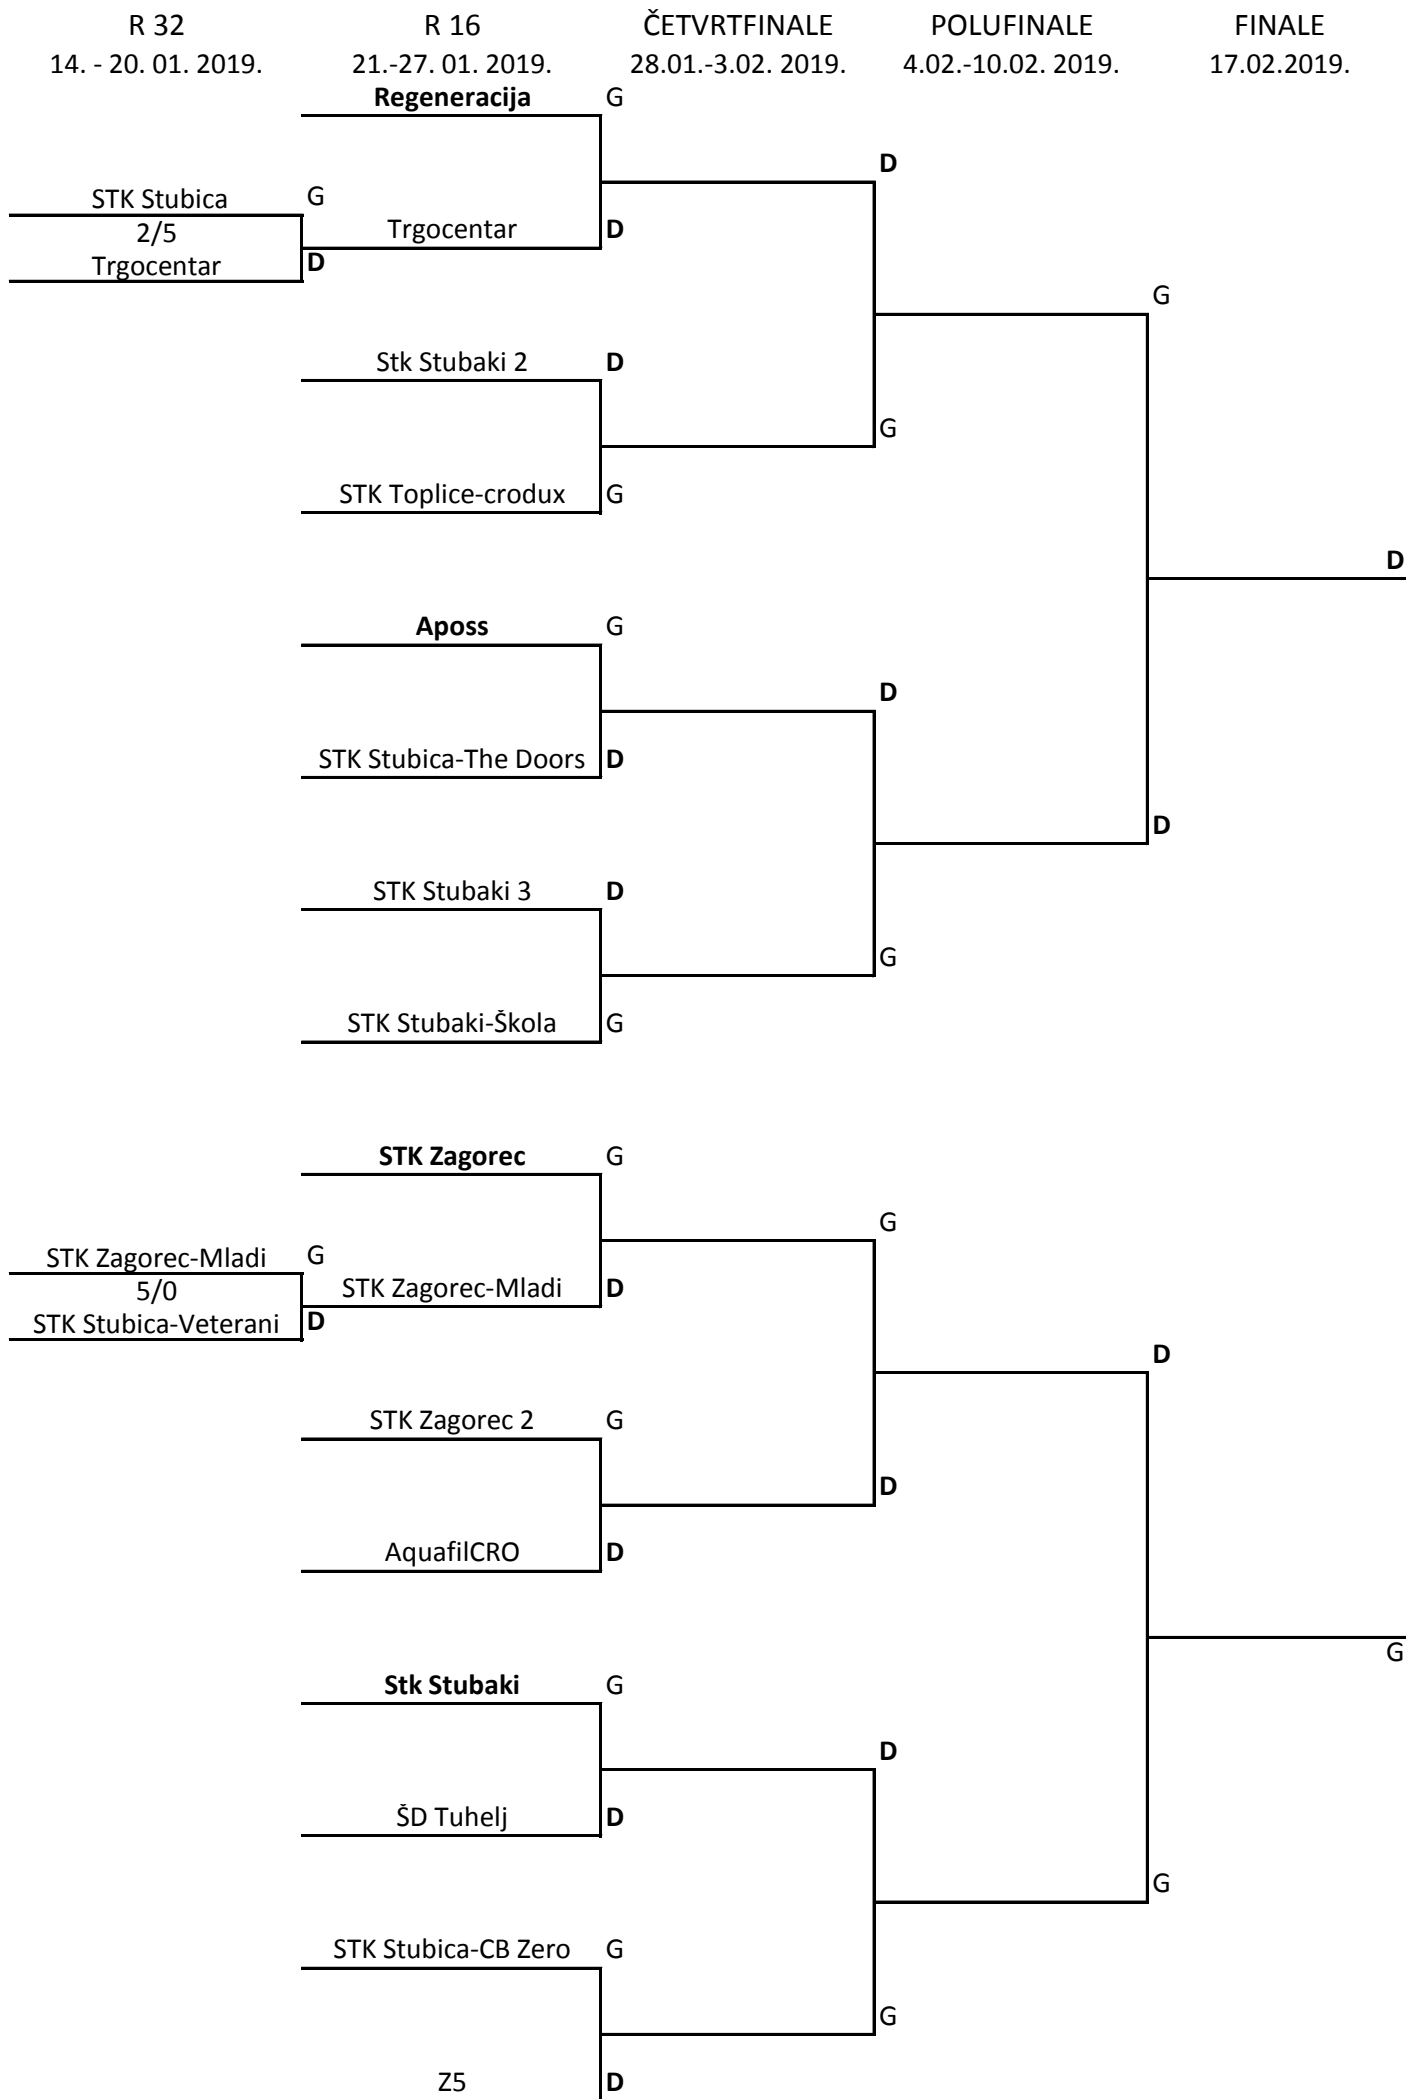 R 32 R 16 ČETVRTFINALE POLUFINALE FINALE
14. - 20. 01. 2019. 21.-27. 01. 2019. 28.01.-3.02. 2019. 4.02.-10.02. 2019. 17.02.2019.
Regeneracija G
D
STK Stubica G
2/5 Trgocentar D
Trgocentar D
G
Stk Stubaki 2 D
G
STK Toplice-crodux G
D
Aposs G
D
STK Stubica-The Doors D
D
STK Stubaki 3 D
G
STK Stubaki-Škola G
STK Zagorec G
G
STK Zagorec-Mladi G
5/0 STK Zagorec-Mladi D
STK Stubica-Veterani D
D
STK Zagorec 2 G
D
AquafilCRO D
G
Stk Stubaki G
D
ŠD Tuhelj D
G
STK Stubica-CB Zero G
G
Z5 D